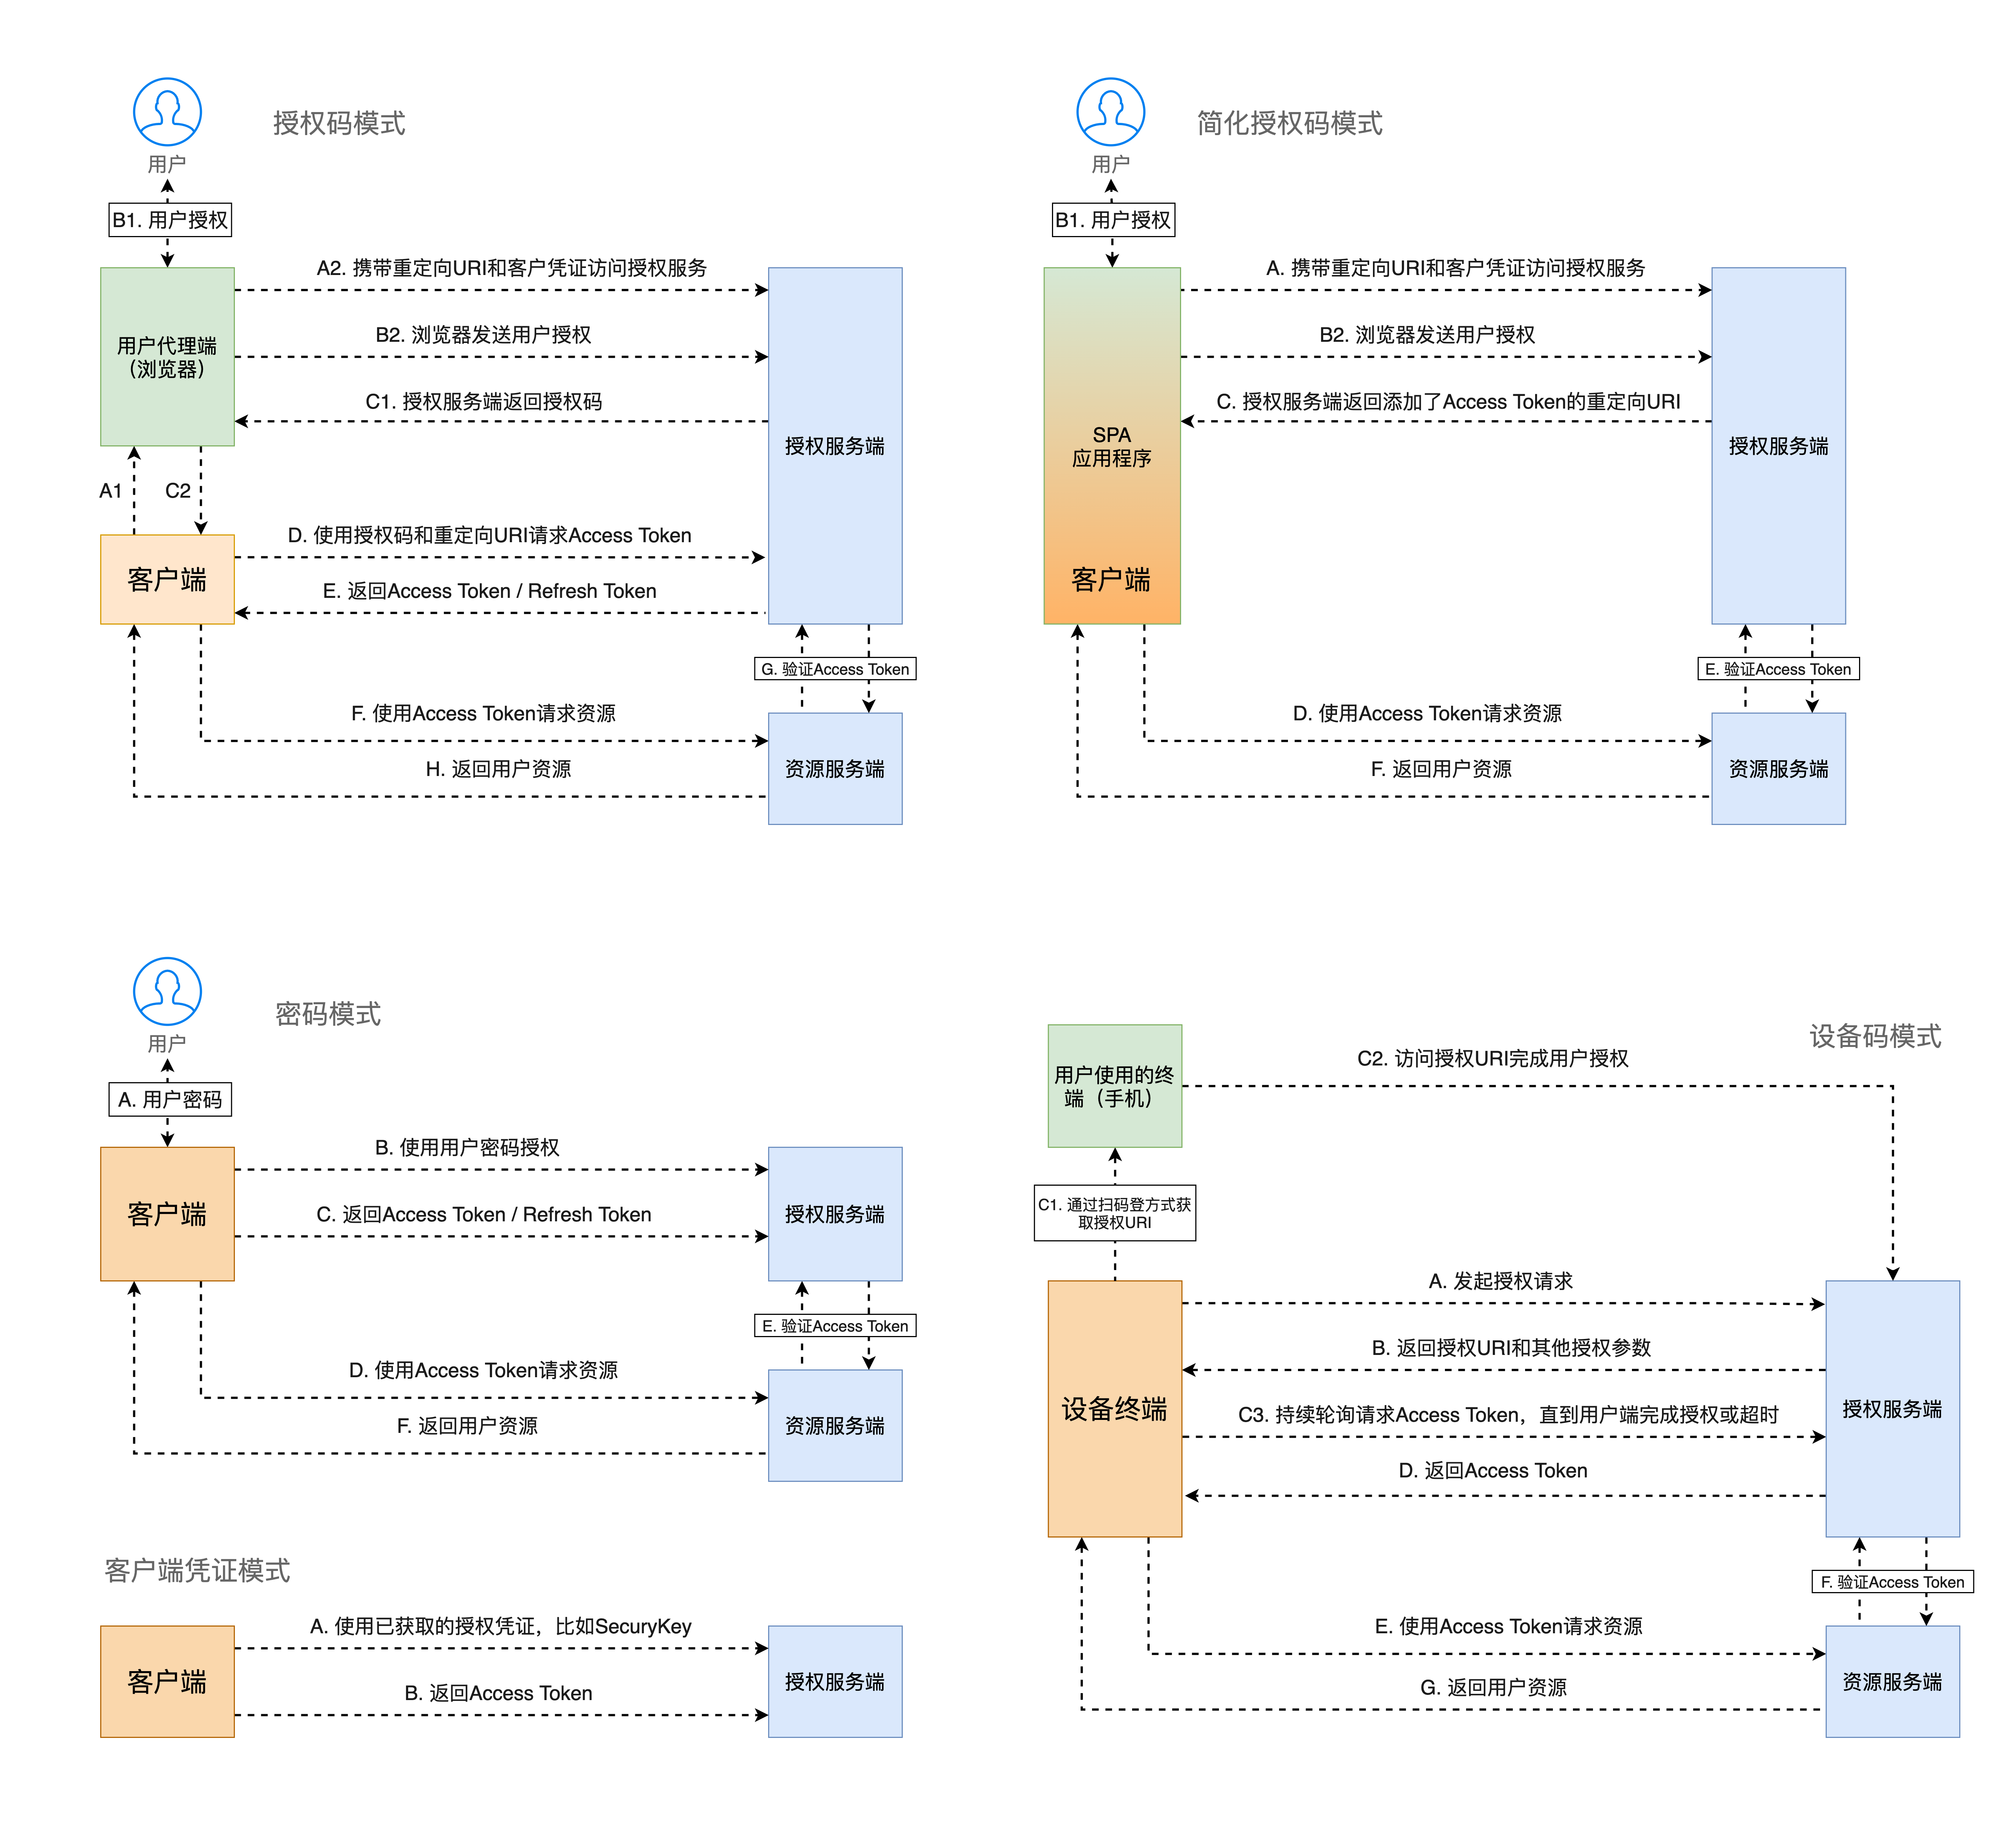 授权码模式
用户
B1. 用户授权
A2. 携带重定向URI和客户凭证访问授权服务
B2. 浏览器发送用户授权
用户代理端
（浏览器）
C1. 授权服务端返回授权码
授权服务端
A1
C2
D. 使用授权码和重定向URI请求Access Token
客户端
E. 返回Access Token / Refresh Token
G. 验证Access Token
F. 使用Access Token请求资源
H. 返回用户资源
资源服务端
简化授权码模式
用户
B1. 用户授权
A. 携带重定向URI和客户凭证访问授权服务
B2. 浏览器发送用户授权
C. 授权服务端返回添加了Access Token的重定向URI
SPA
应用程序
授权服务端
客户端
E. 验证Access Token
D. 使用Access Token请求资源
F. 返回用户资源
资源服务端
密码模式
用户
A. 用户密码
B. 使用用户密码授权
客户端
C. 返回Access Token / Refresh Token
授权服务端
E. 验证Access Token
D. 使用Access Token请求资源
F. 返回用户资源
资源服务端
设备码模式
C2. 访问授权URI完成用户授权
用户使用的终
端（手机）
C1. 通过扫码登方式获
取授权URI
A. 发起授权请求
B. 返回授权URI和其他授权参数
设备终端
C3. 持续轮询请求Access Token，直到用户端完成授权或超时
授权服务端
D. 返回Access Token
F. 验证Access Token
E. 使用Access Token请求资源
G. 返回用户资源
资源服务端
客户端凭证模式
A. 使用已获取的授权凭证，比如SecuryKey
客户端
B. 返回Access Token
授权服务端